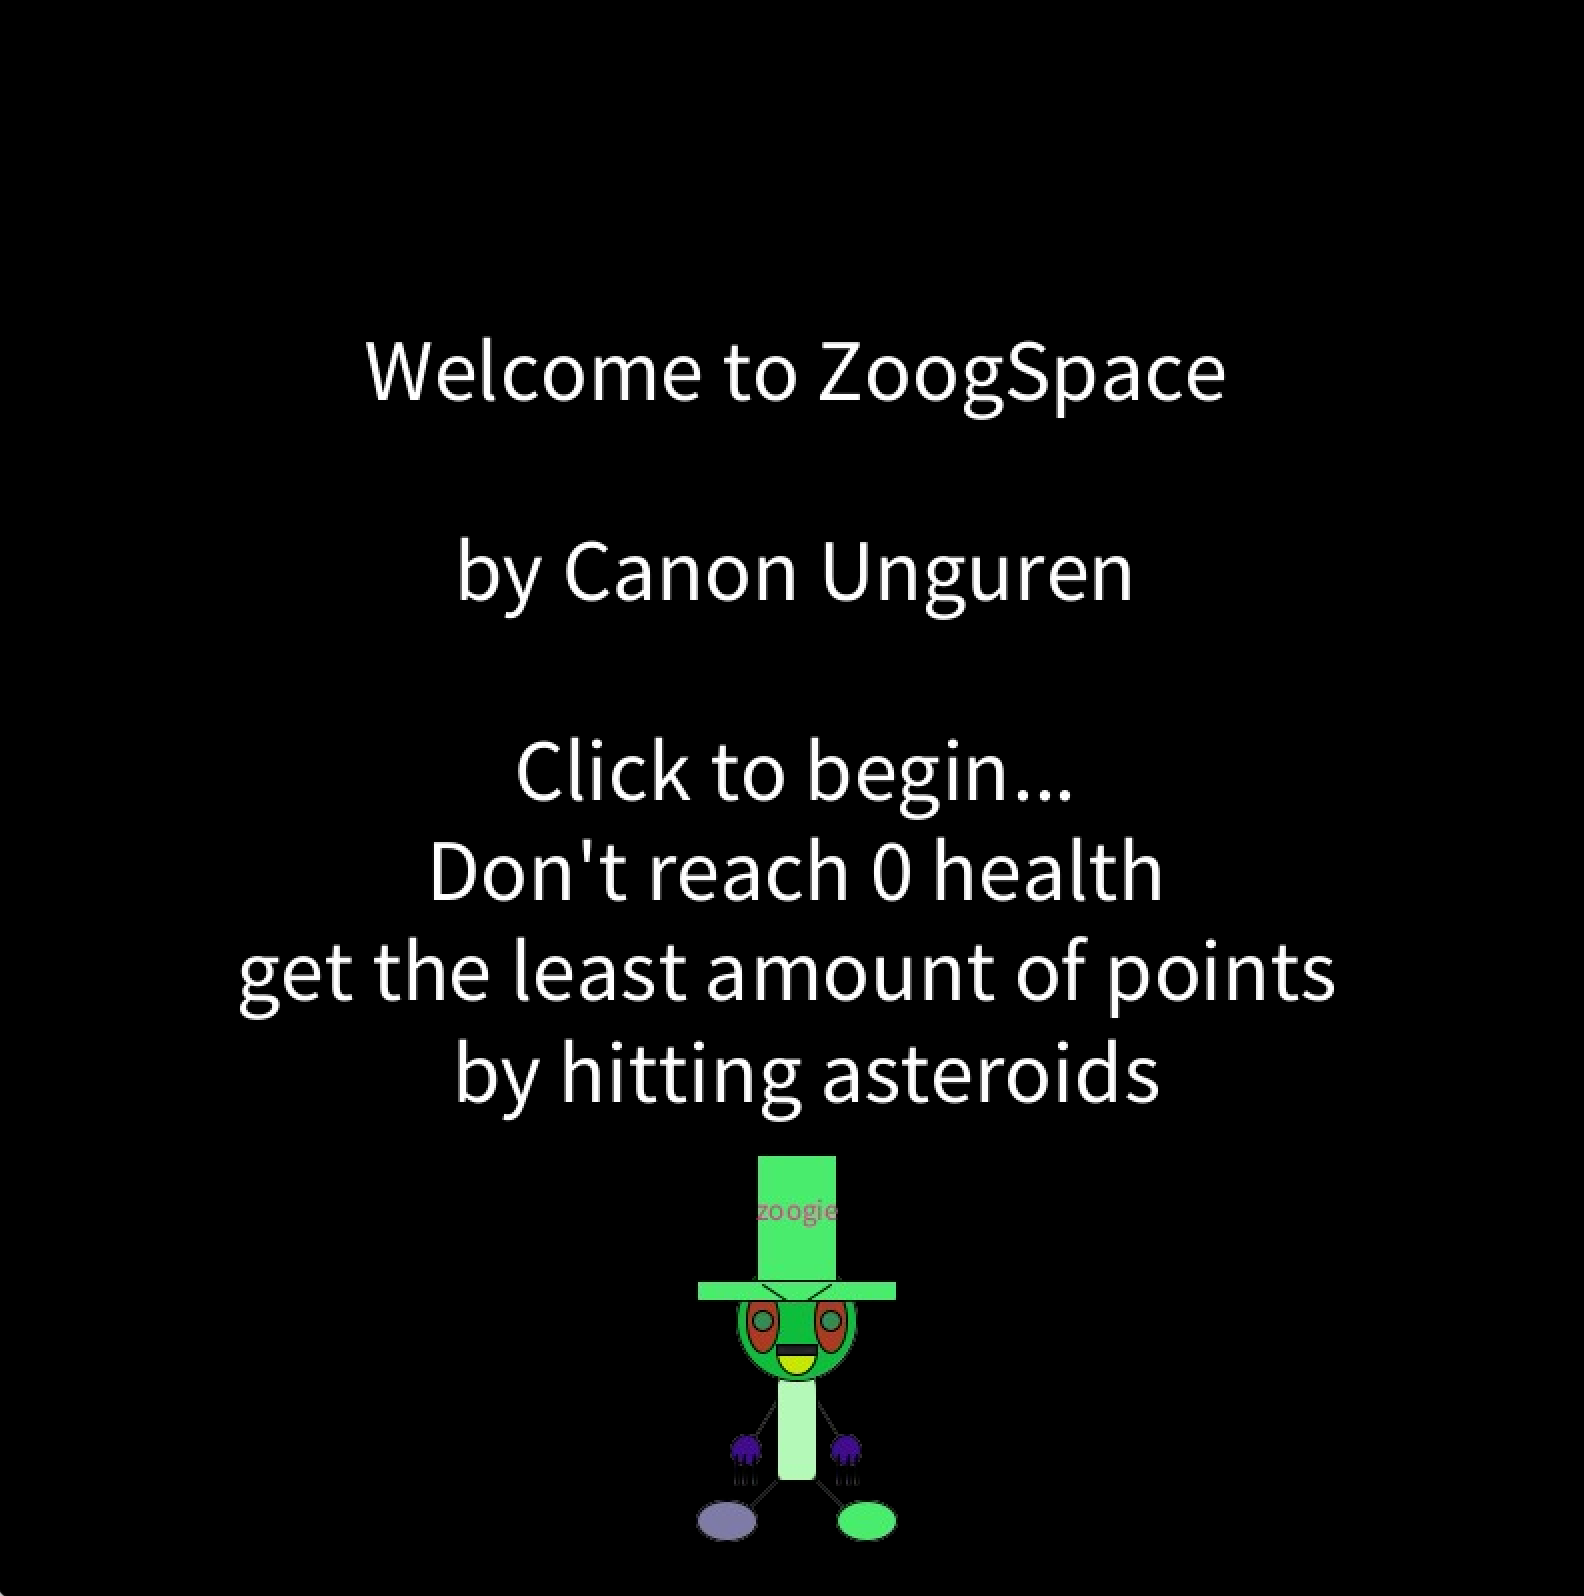 Welcome to ZoogSpace
by Canon Unguren
Click to begin...
Don't reach 0 health
get the least amount of points
by hitting asteroids
zoogie